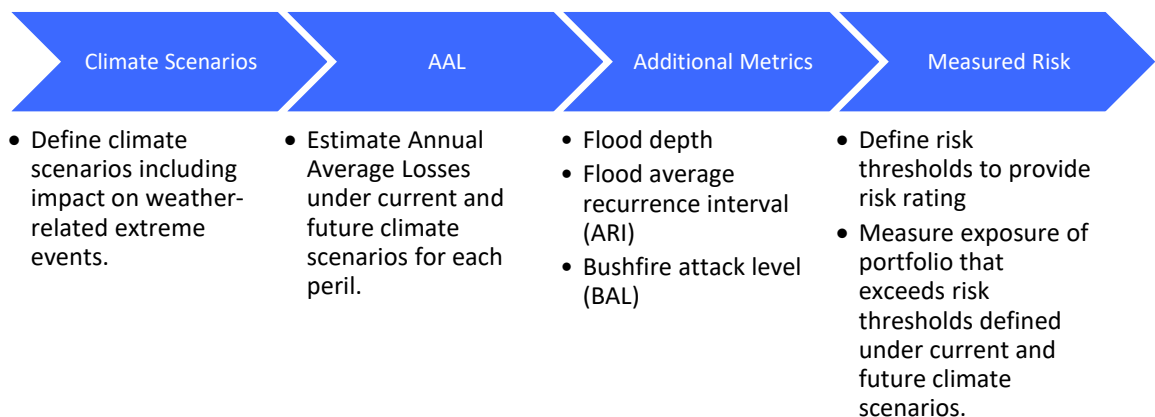 Climate Scenarios
AAL
Additional Metrics
Measured Risk
• Define climate
scenarios including
impact on weather-
related extreme
events.
• Estimate Annual
Average Losses
under current and
future climate
scenarios for each
peril.
• Flood depth
• Flood average
recurrence interval
(ARI)
• Bushfire attack level
(BAL)
• Define risk
thresholds to provide
risk rating
• Measure exposure of
portfolio that
exceeds risk
thresholds defined
under current and
future climate
scenarios.